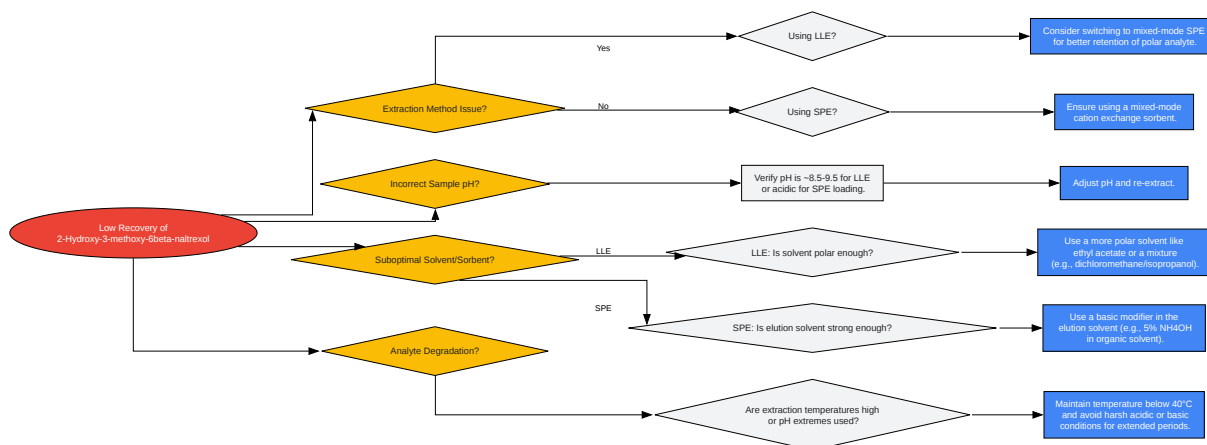 Using LLE?
Consider switching to mixed-mode SPE
for better retention of polar analyte.
Yes
Extraction Method Issue?
No
Using SPE?
Ensure using a mixed-mode
cation exchange sorbent.
Incorrect Sample pH?
Verify pH is ~8.5-9.5 for LLE
or acidic for SPE loading.
Adjust pH and re-extract.
Low Recovery of
2-Hydroxy-3-methoxy-6beta-naltrexol
Suboptimal Solvent/Sorbent?
LLE
LLE: Is solvent polar enough?
Use a more polar solvent like
ethyl acetate or a mixture
(e.g., dichloromethane/isopropanol).
SPE
SPE: Is elution solvent strong enough?
Use a basic modifier in the
elution solvent (e.g., 5% NH4OH
in organic solvent).
Analyte Degradation?
Are extraction temperatures high
or pH extremes used?
Maintain temperature below 40°C
and avoid harsh acidic or basic
conditions for extended periods.